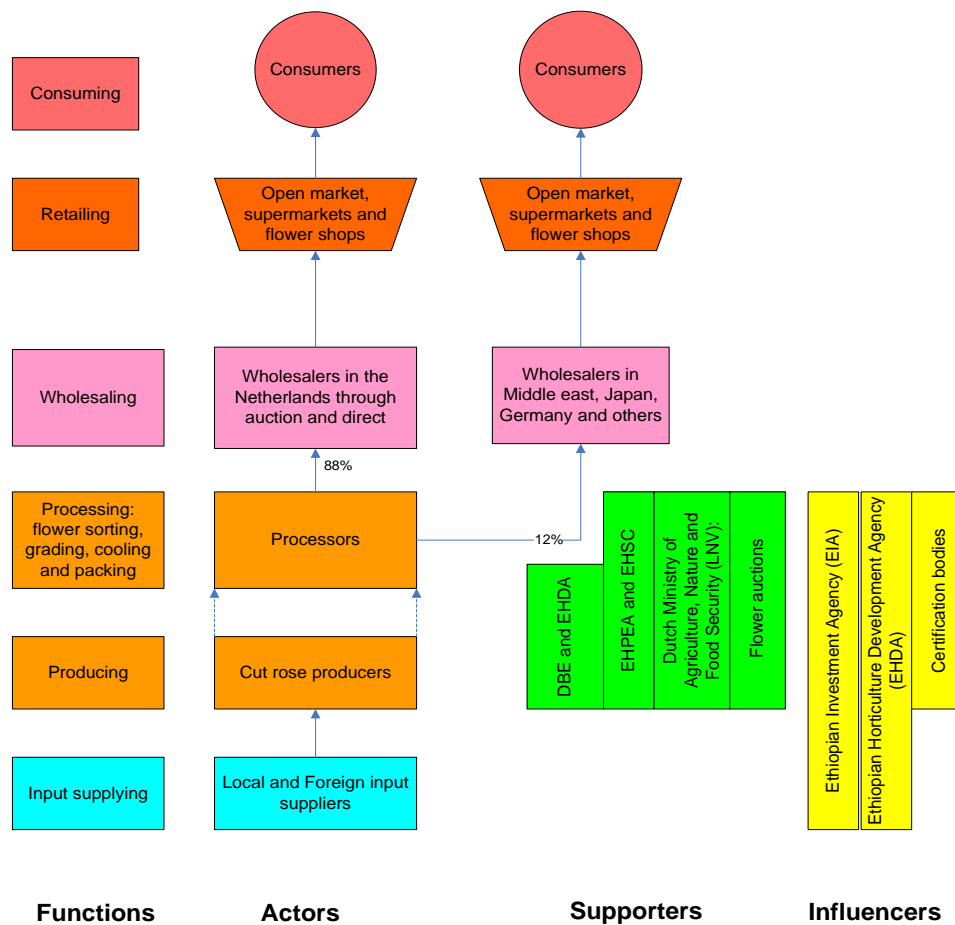 Consumers
Consumers
Consuming
Retailing
Open market,
supermarkets and
flower shops
Open market,
supermarkets and
flower shops
Wholesaling
Wholesalers in the
Netherlands through
auction and direct
Wholesalers in
Middle east, Japan,
Germany and others
88%
Processing:
flower sorting,
grading, cooling
and packing
Processors
12%
Producing
Cut rose producers
DBE and EHDA
EHPEA and EHSC
Dutch Ministry of
Agriculture, Nature and
Food Security (LNV):
Flower auctions
Ethiopian Investment Agency (EIA)
Ethiopian Horticulture Development Agency
(EHDA)
Certification bodies
Input supplying
Local and Foreign input
suppliers
Functions
Actors
Supporters
Influencers